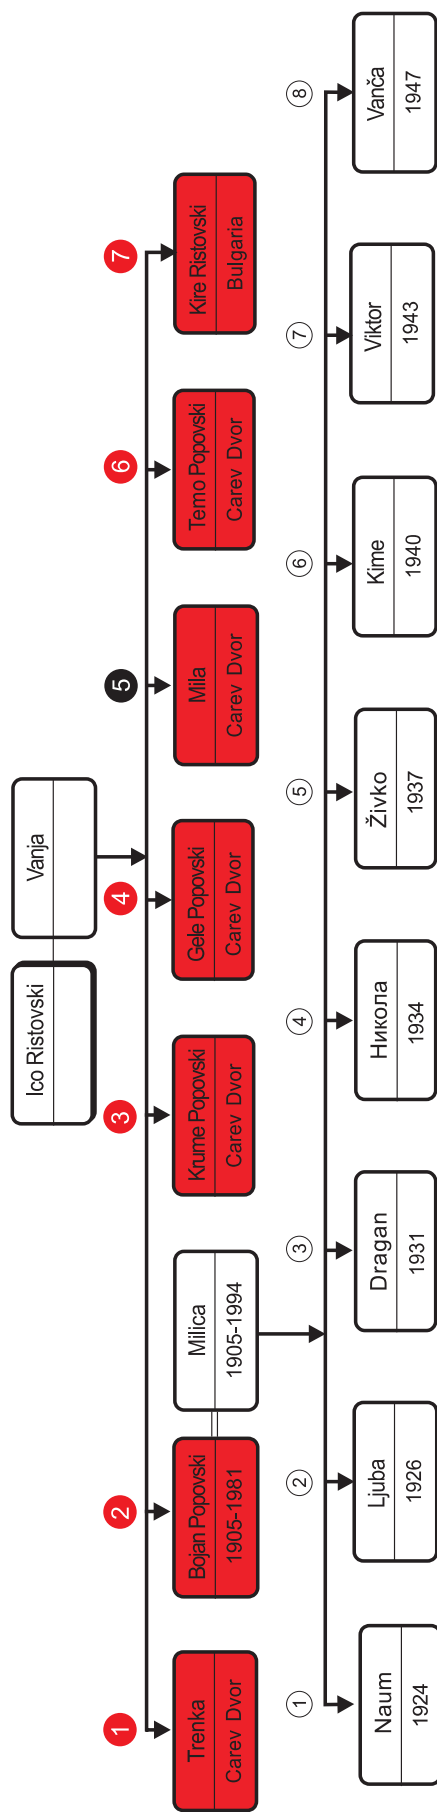 Ico Ristovski
Vanja
1
2
3
4
5
6
7
Trenka
Carev Dvor
Bojan Popovski
1905-1981
Milica
1905-1994
Krume Popovski
Carev Dvor
Gele Popovski
Carev Dvor
Mila
Carev Dvor
Temo Popovski
Carev Dvor
Kire Ristovski
Bulgaria
1
2
3
4
5
6
7
8
Naum
1924
Ljuba
1926
Dragan
1931
Никола
1934
Živko
1937
Kime
1940
Viktor
1943
Vanča
1947